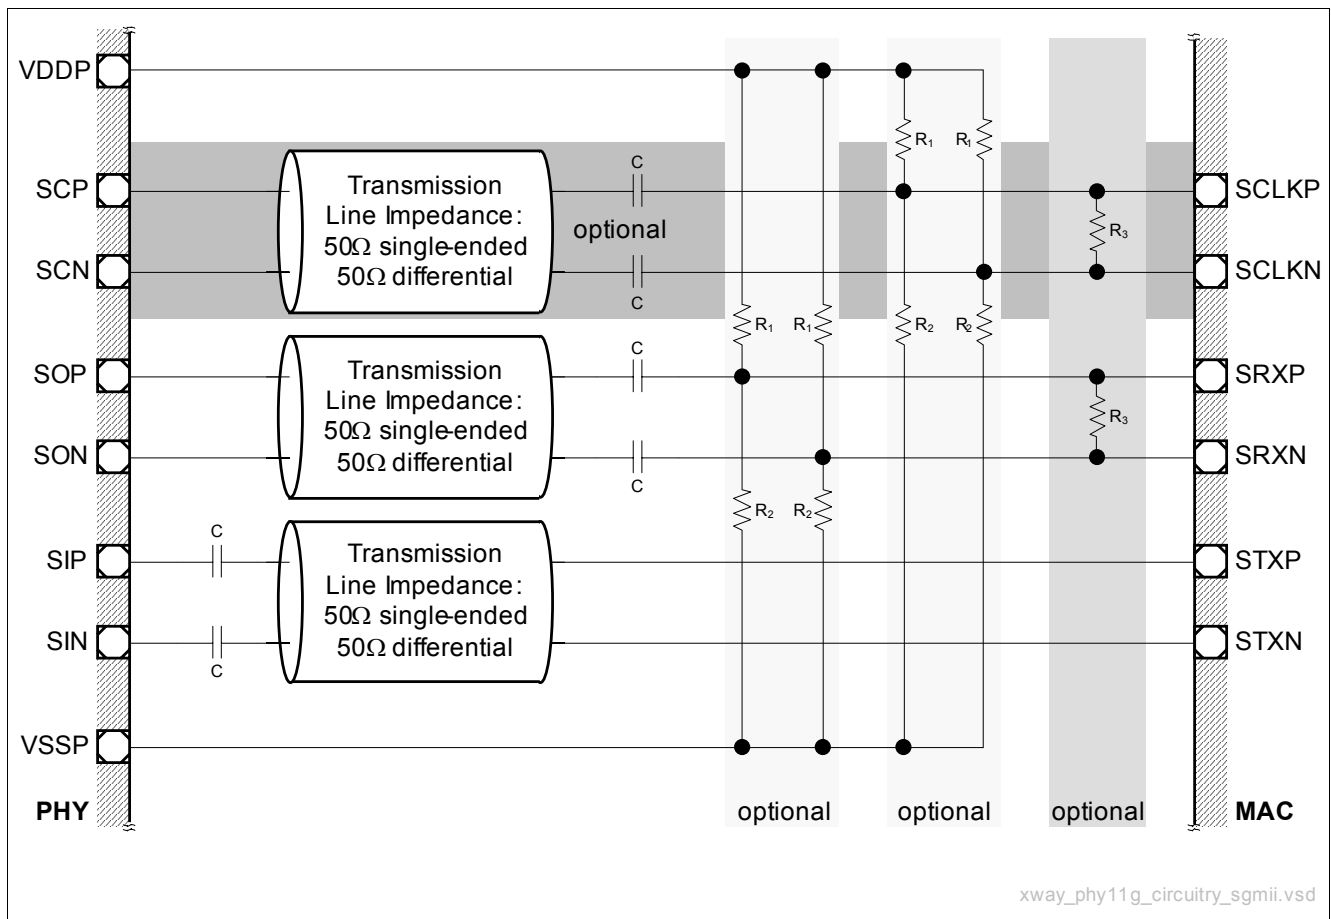 VDDP
SCP
SCN
SOP
SON
SIP
SIN
VSSP
PHY
Transmission
Line Impedance:
50Ω single-ended
50Ω differential
Transmission
Line Impedance:
50Ω single-ended
50Ω differential
Transmission
Line Impedance:
50Ω single-ended
50Ω differential
C
optional
C
C
C
C
C
R₁
R₁
R₂
R₂
R₁
R₁
R₂
R₂
R₃
R₃
optional
optional
optional
SCLKP
SCLKN
SRXP
SRXN
STXP
STXN
MAC
xway_phy11g_circuitry_sgmii.vsd